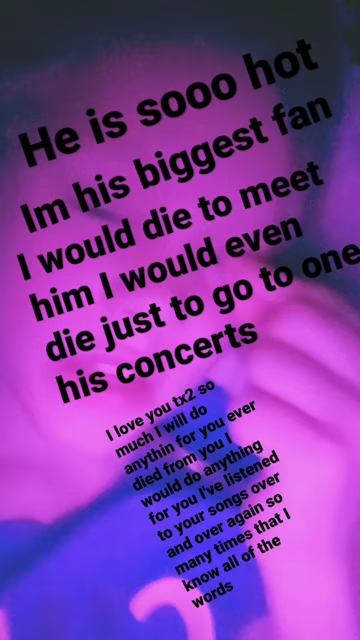 He is sooo hot
Im his biggest fan
I would die to meet
him I would even
die just to go to one
his concerts
I love you tx2 so
much I will do
anythin for you ever
died from you I
would do anything
for you I've listened
to your songs over
and over again so
many times that I
know all of the
words